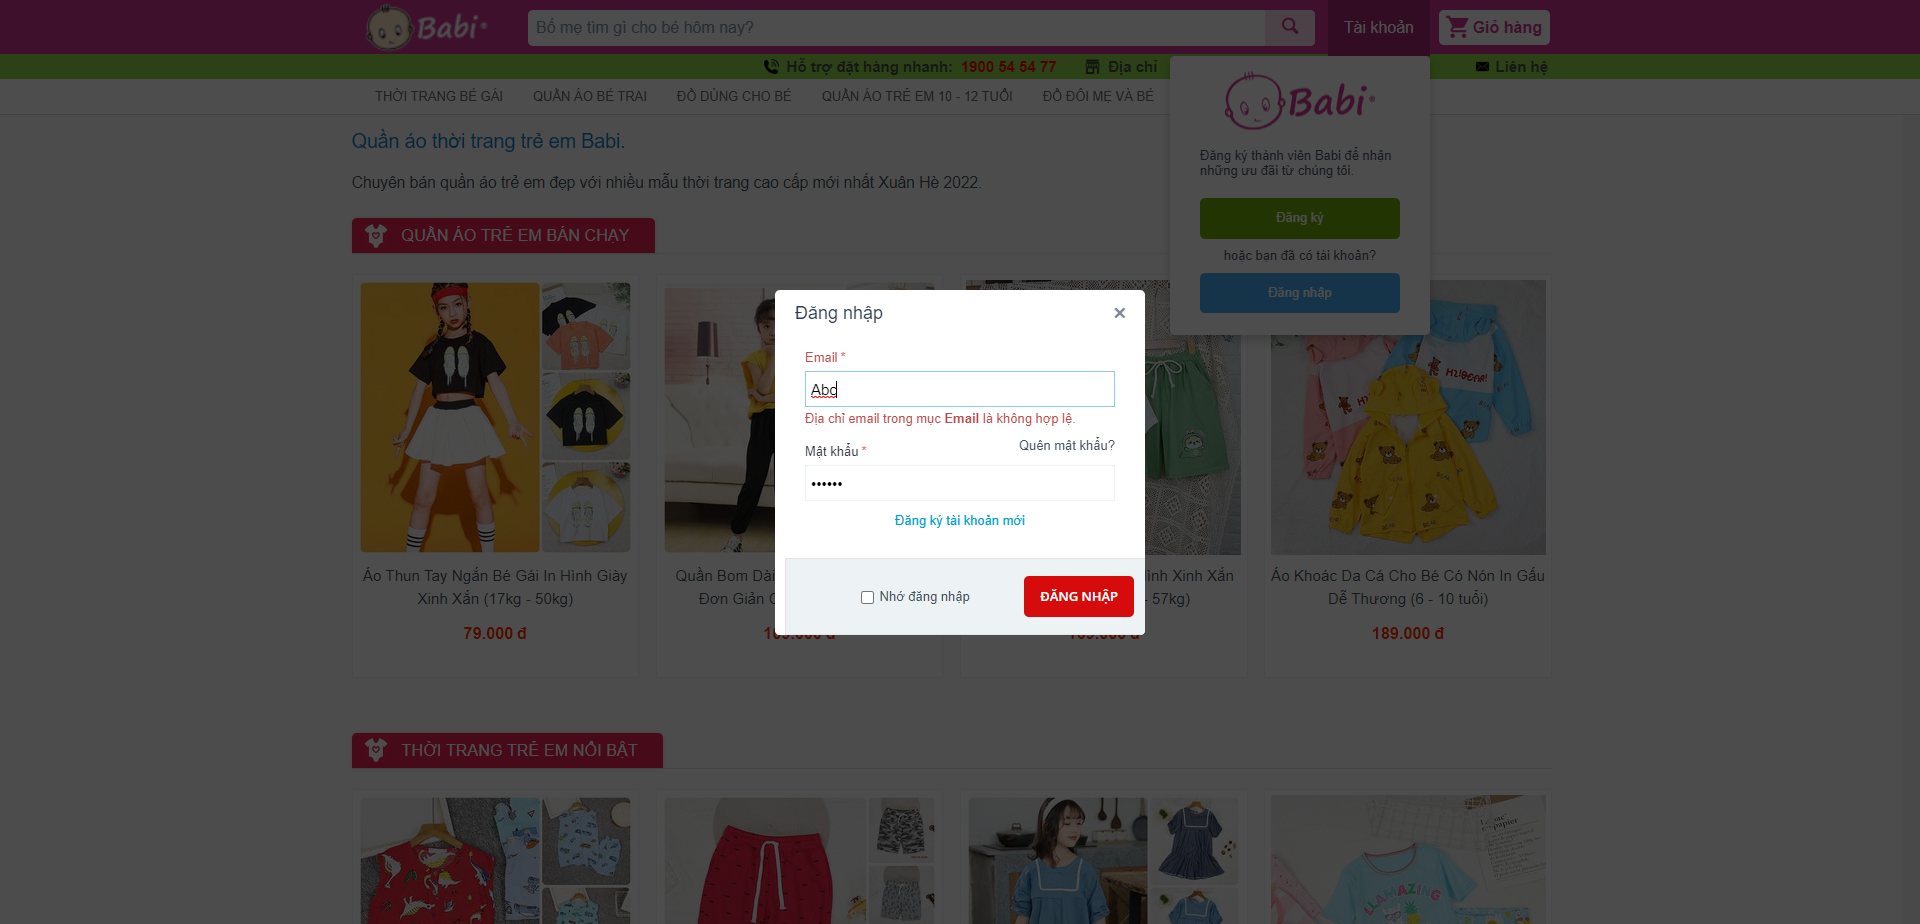 Babi
Bố mẹ tìm gì cho bé hôm nay?
Tài khoản
Giỏ hàng
Hỗ trợ đặt hàng nhanh: 1900 54 54 77
Địa chỉ
Liên hệ
THỜI TRANG BÉ GÁI
QUẦN ÁO BÉ TRAI
ĐỒ DÙNG CHO BÉ
QUẦN ÁO TRẺ EM 10 - 12 TUỔI
ĐỒ ĐÔI MẸ VÀ BÉ
Babi
Đăng ký thành viên Babi để nhận
những ưu đãi từ chúng tôi.
Đăng ký
hoặc bạn đã có tài khoản?
Đăng nhập
Quần áo thời trang trẻ em Babi.
Chuyên bán quần áo trẻ em đẹp với nhiều mẫu thời trang cao cấp mới nhất Xuân Hè 2022.
QUẦN ÁO TRẺ EM BÁN CHẠY
Đăng nhập
×
Email *
Abc
Địa chỉ email trong mục Email là không hợp lệ.
Mật khẩu *
Quên mật khẩu?
••••••
Đăng ký tài khoản mới
Nhớ đăng nhập
ĐĂNG NHẬP
Áo Thun Tay Ngắn Bé Gái In Hình Giày
Xinh Xắn (17kg - 50kg)
79.000 đ
Quần Bom Dài
Đơn Giản
Hình Xinh Xắn
- 57kg)
Áo Khoác Da Cá Cho Bé Có Nón In Gấu
Dễ Thương (6 - 10 tuổi)
189.000 đ
THỜI TRANG TRẺ EM NỔI BẬT
paper
LLAMAZING